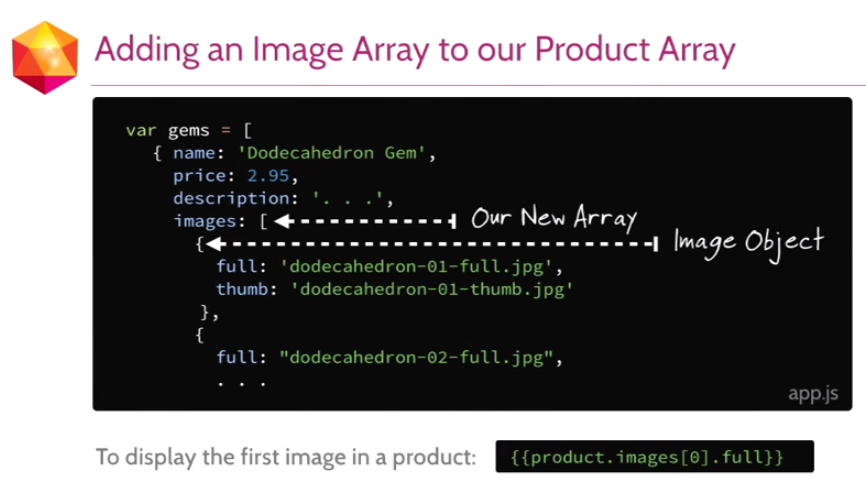 Adding an Image Array to our Product Array
var gems = [
{ name: 'Dodecahedron Gem',
price: 2.95,
description: '. . .',
images: [ Our New Array
{ Image Object
full: 'dodecahedron-01-full.jpg',
thumb: 'dodecahedron-01-thumb.jpg'
},
{
full: "dodecahedron-02-full.jpg",
. . .
app.js
To display the first image in a product: {{product.images[0].full}}